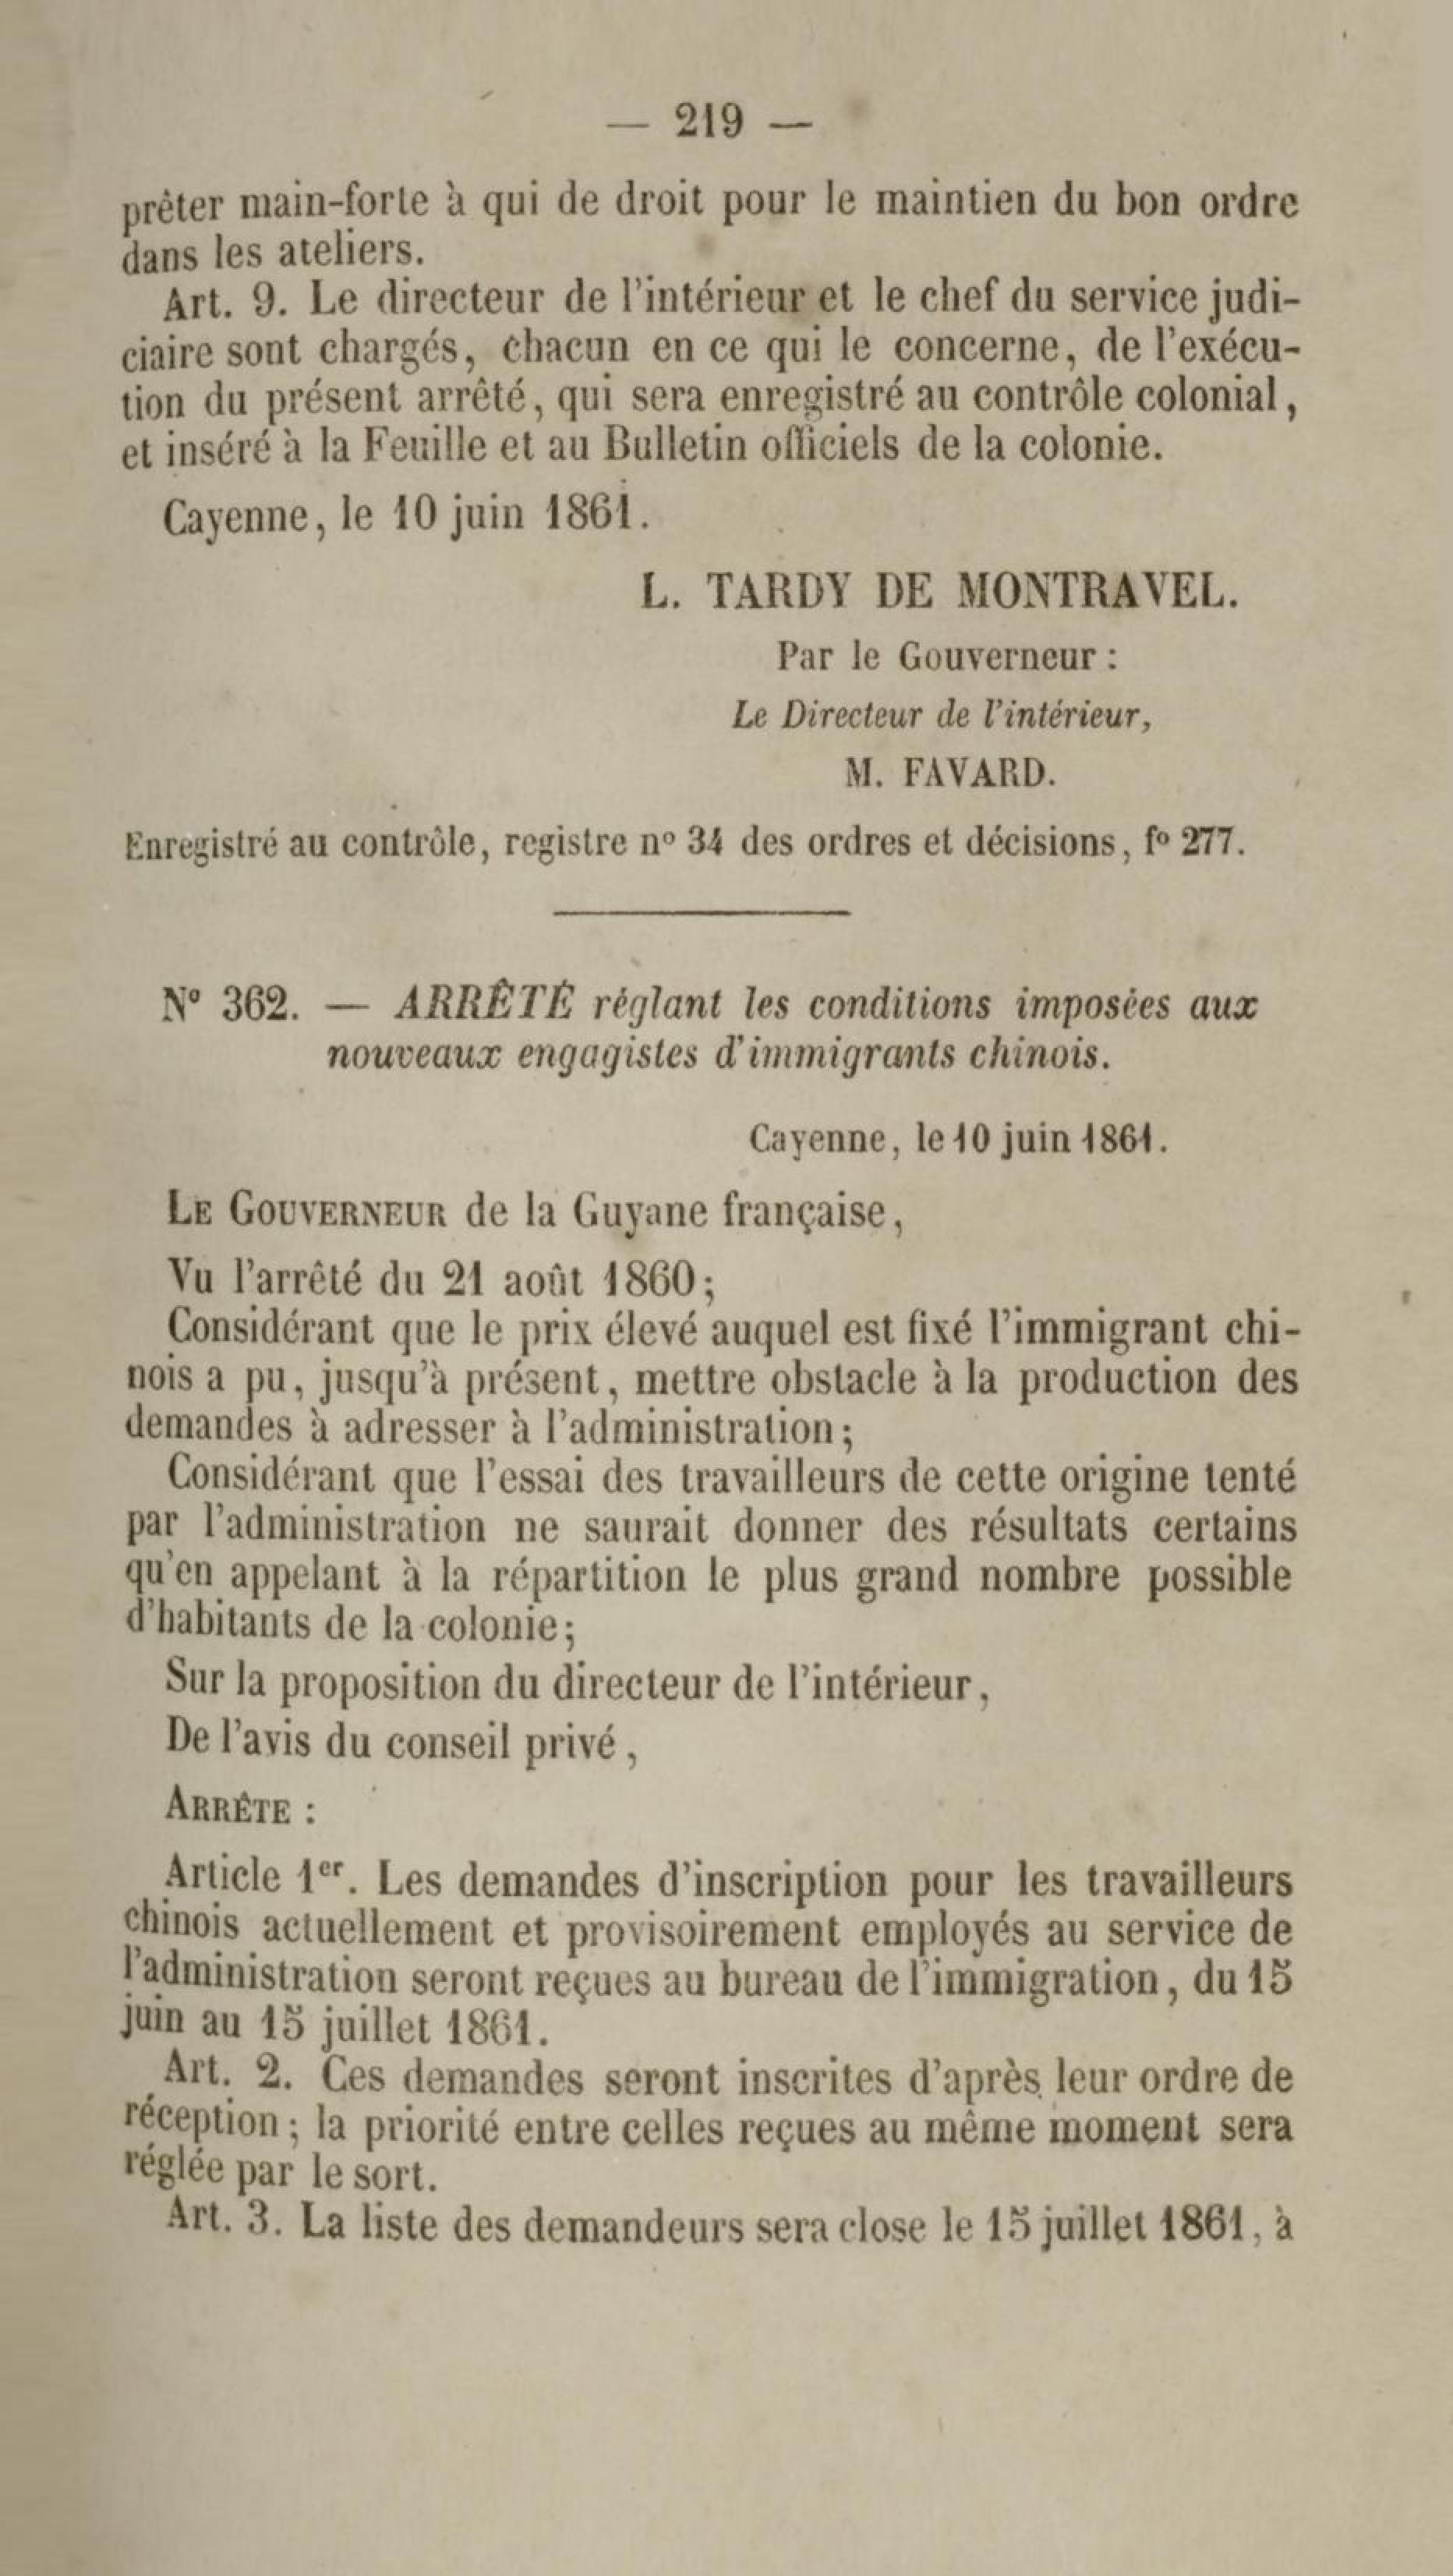 — 219 —
prêter main-forte à qui de droit pour le maintien du bon ordre
dans les ateliers.
Art. 9. Le directeur de l'intérieur et le chef du service judi-
ciaire sont chargés, chacun en ce qui le concerne, de l'exécu-
tion du présent arrêté, qui sera enregistré au contrôle colonial,
et inséré à la Feuille et au Bulletin officiels de la colonie.
Cayenne, le 10 juin 1861.
L. TARDY DE MONTRAVEL.
Par le Gouverneur :
Le Directeur de l'intérieur,
M. FAVARD.
Enregistré au contrôle, registre nº 34 des ordres et décisions, fº 277.
Nº 362. — ARRÊTÉ réglant les conditions imposées aux
nouveaux engagistes d'immigrants chinois.
Cayenne, le 10 juin 1861.
LE GOUVERNEUR de la Guyane française,
Vu l'arrêté du 21 août 1860;
Considérant que le prix élevé auquel est fixé l'immigrant chi-
nois a pu, jusqu'à présent, mettre obstacle à la production des
demandes à adresser à l'administration;
Considérant que l'essai des travailleurs de cette origine tenté
par l'administration ne saurait donner des résultats certains
qu'en appelant à la répartition le plus grand nombre possible
d'habitants de la colonie;
Sur la proposition du directeur de l'intérieur,
De l'avis du conseil privé,
ARRÊTE :
Article 1er. Les demandes d'inscription pour les travailleurs
chinois actuellement et provisoirement employés au service de
l'administration seront reçues au bureau de l'immigration, du 15
juin au 15 juillet 1861.
Art. 2. Ces demandes seront inscrites d'après leur ordre de
réception; la priorité entre celles reçues au même moment sera
réglée par le sort.
Art. 3. La liste des demandeurs sera close le 15 juillet 1861, à